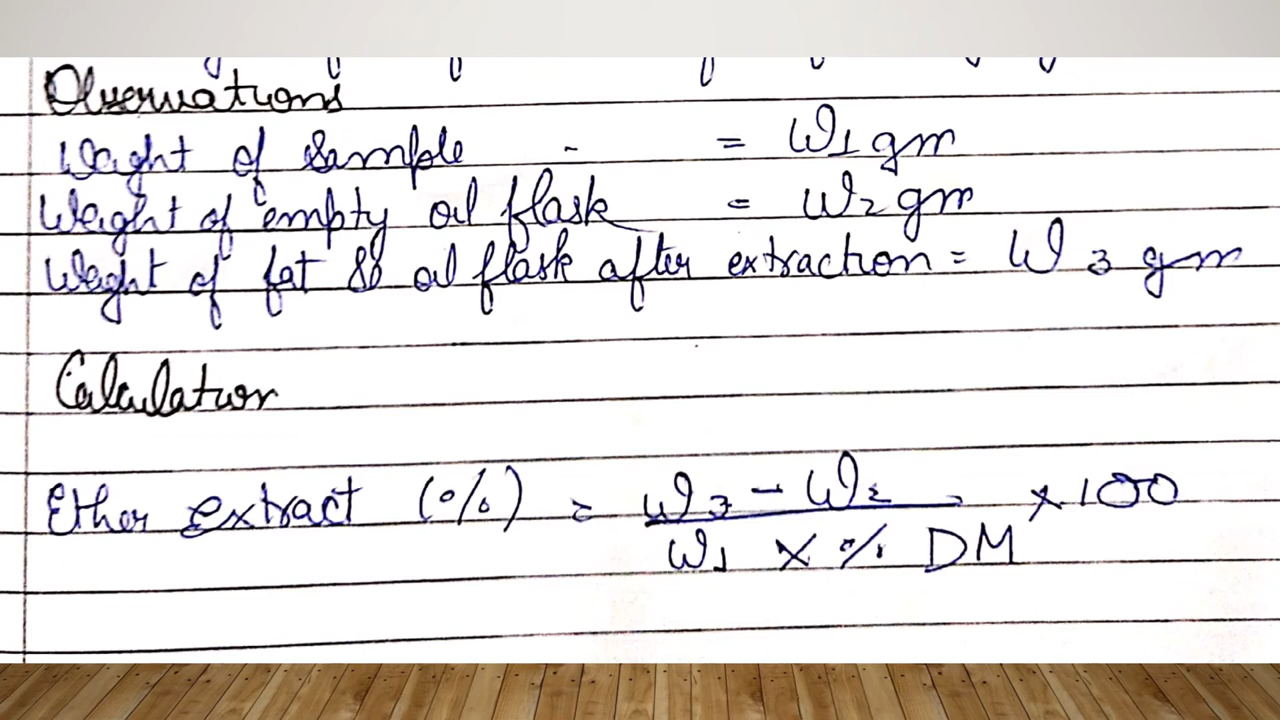 Observations
Weight of Sample - = W1 gm
Weight of empty oil flask = W2 gm
Weight of fat & oil flask after extraction = W 3 gm
Calculation
Ether extract (%) = W3 - W2 × 100
W1 × % DM